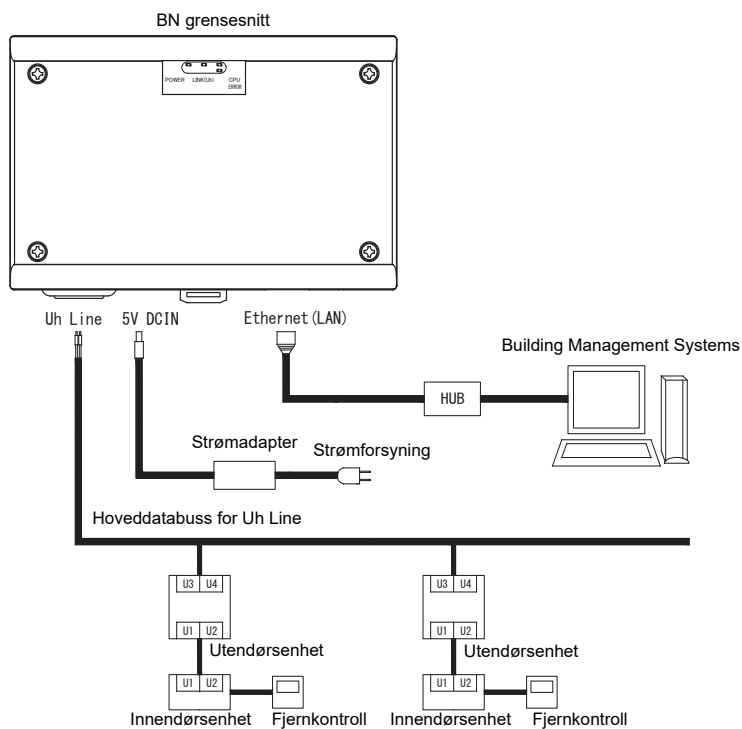 BN grensesnitt
POWER LINK(Uh) CPU
ERROR
Uh Line 5V DCIN Ethernet(LAN)
Building Management Systems
HUB
Strømadapter Strømforsyning
Hoveddatabuss for Uh Line
U3 U4 U3 U4
U1 U2 U1 U2
Utendørsenhet Utendørsenhet
U1 U2 U1 U2
Innendørsenhet Fjernkontroll Innendørsenhet Fjernkontroll